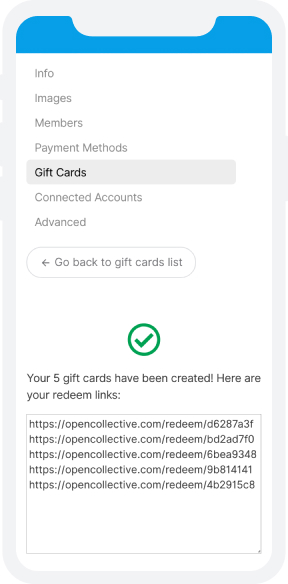 Info
Images
Members
Payment Methods
Gift Cards
Connected Accounts
Advanced
← Go back to gift cards list
Your 5 gift cards have been created! Here are
your redeem links:
https://opencollective.com/redeem/d6287a3f
https://opencollective.com/redeem/bd2ad7f0
https://opencollective.com/redeem/6bea9348
https://opencollective.com/redeem/9b814141
https://opencollective.com/redeem/4b2915c8